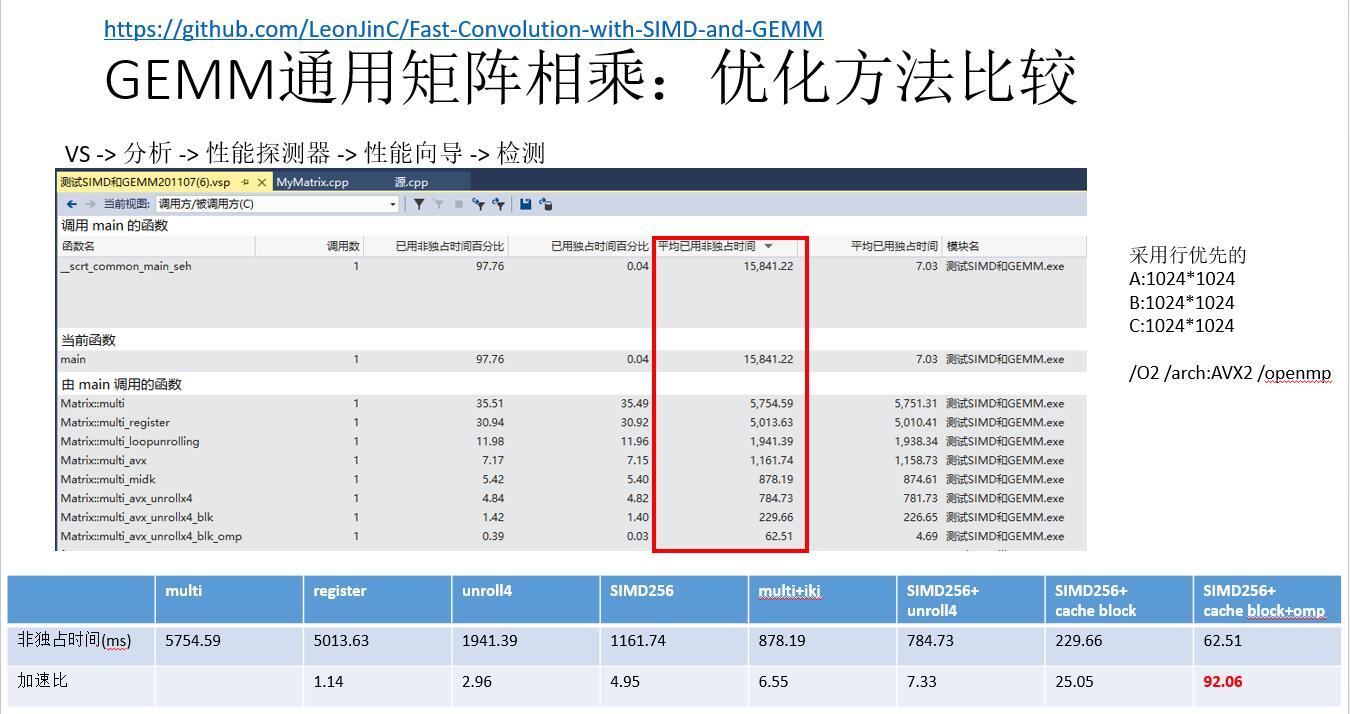 https://github.com/LeonJinC/Fast-Convolution-with-SIMD-and-GEMM
GEMM通用矩阵相乘：优化方法比较
VS -> 分析 -> 性能探测器 -> 性能向导 -> 检测
测试SIMD和GEMM201107(6).vsp MyMatrix.cpp 源.cpp
当前视图: 调用方/被调用方(C)
调用 main 的函数
函数名 调用数 已用非独占时间百分比 已用独占时间百分比 平均已用非独占时间 平均已用独占时间 模块名
__scrt_common_main_seh 1 97.76 0.04 15,841.22 7.03 测试SIMD和GEMM.exe
当前函数
main 1 97.76 0.04 15,841.22 7.03 测试SIMD和GEMM.exe
由 main 调用的函数
Matrix::multi 1 35.51 35.49 5,754.59 5,751.31 测试SIMD和GEMM.exe
Matrix::multi_register 1 30.94 30.92 5,013.63 5,010.41 测试SIMD和GEMM.exe
Matrix::multi_loopunrolling 1 11.98 11.96 1,941.39 1,938.34 测试SIMD和GEMM.exe
Matrix::multi_avx 1 7.17 7.15 1,161.74 1,158.73 测试SIMD和GEMM.exe
Matrix::multi_midk 1 5.42 5.40 878.19 874.61 测试SIMD和GEMM.exe
Matrix::multi_avx_unrollx4 1 4.84 4.82 784.73 781.73 测试SIMD和GEMM.exe
Matrix::multi_avx_unrollx4_blk 1 1.42 1.40 229.66 226.65 测试SIMD和GEMM.exe
Matrix::multi_avx_unrollx4_blk_omp 1 0.39 0.03 62.51 4.69 测试SIMD和GEMM.exe
采用行优先的
A:1024*1024
B:1024*1024
C:1024*1024
/O2 /arch:AVX2 /openmp
multi register unroll4 SIMD256 multi+ikj SIMD256+ SIMD256+ SIMD256+
unroll4 cache block cache block+omp
非独占时间(ms) 5754.59 5013.63 1941.39 1161.74 878.19 784.73 229.66 62.51
加速比 1.14 2.96 4.95 6.55 7.33 25.05 92.06